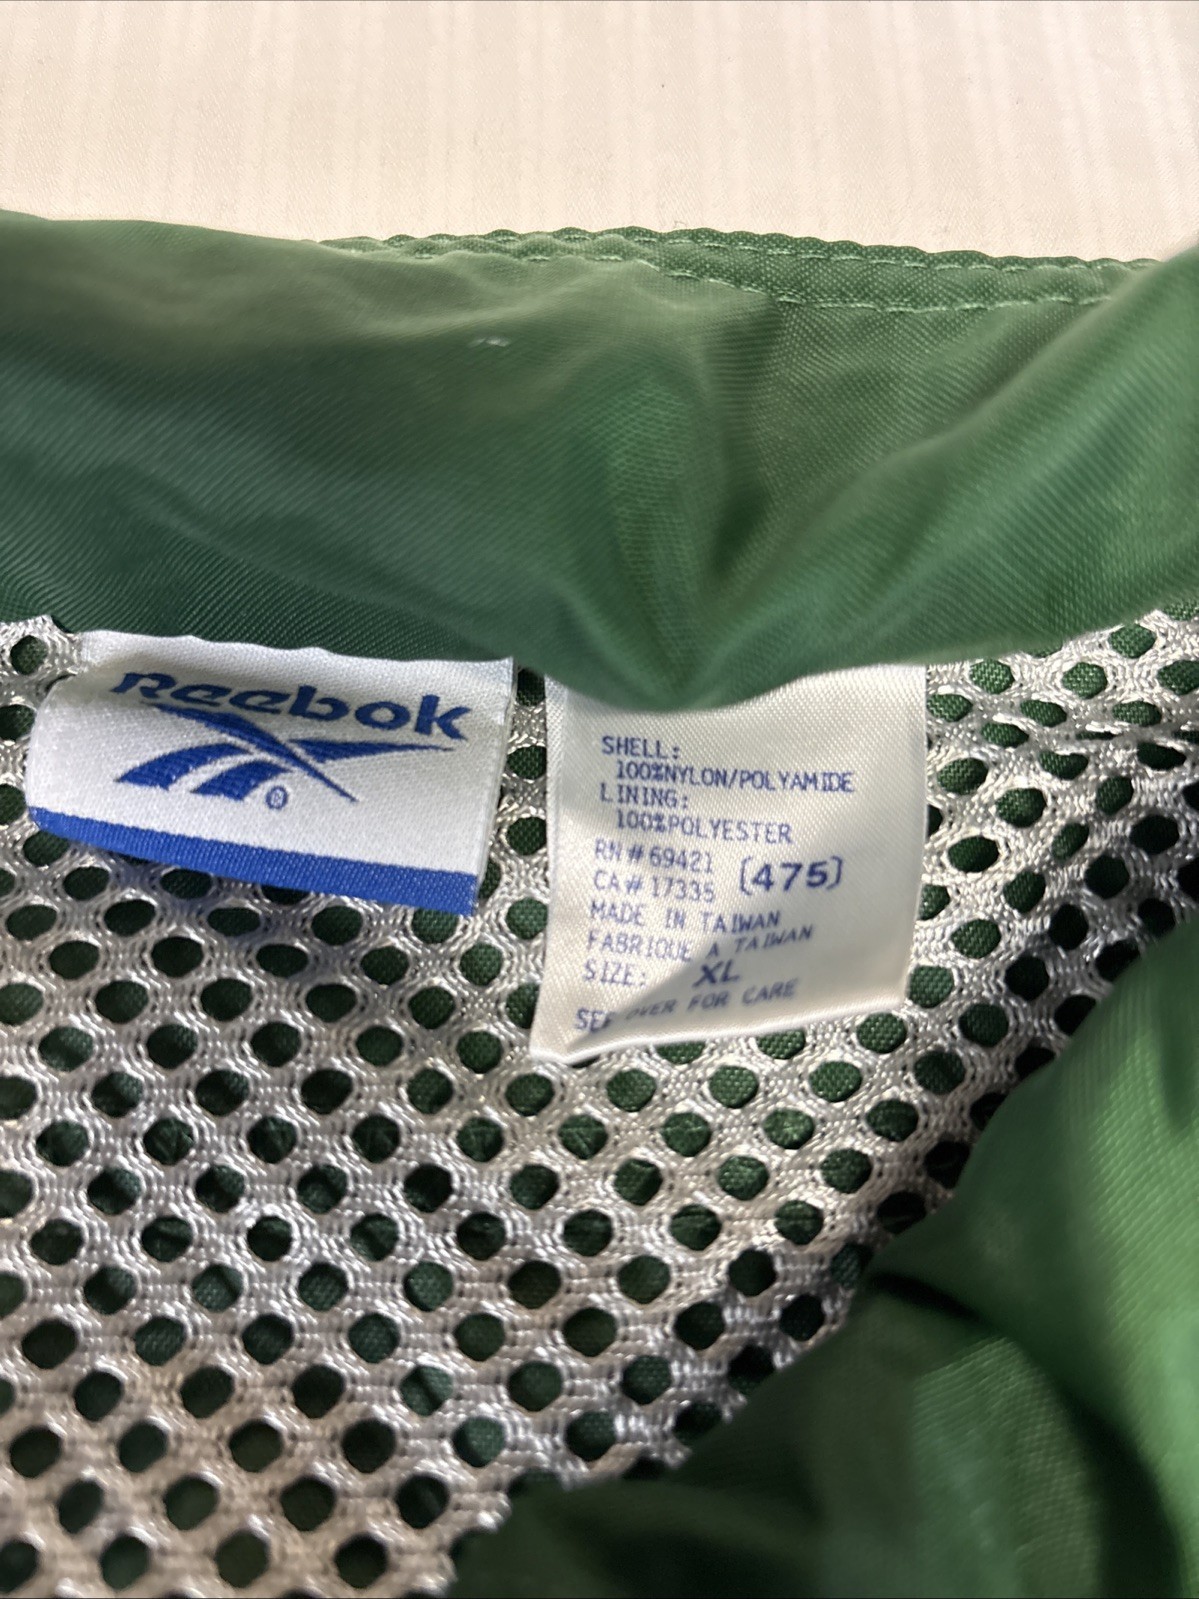 Reebok
®
SHELL:
100%NYLON/POLYAMIDE
LINING:
100%POLYESTER
RN#69421 [475]
CA#17335
MADE IN TAIWAN
FABRIQUE A TAIWAN
SIZE: XL
SEE OVER FOR CARE